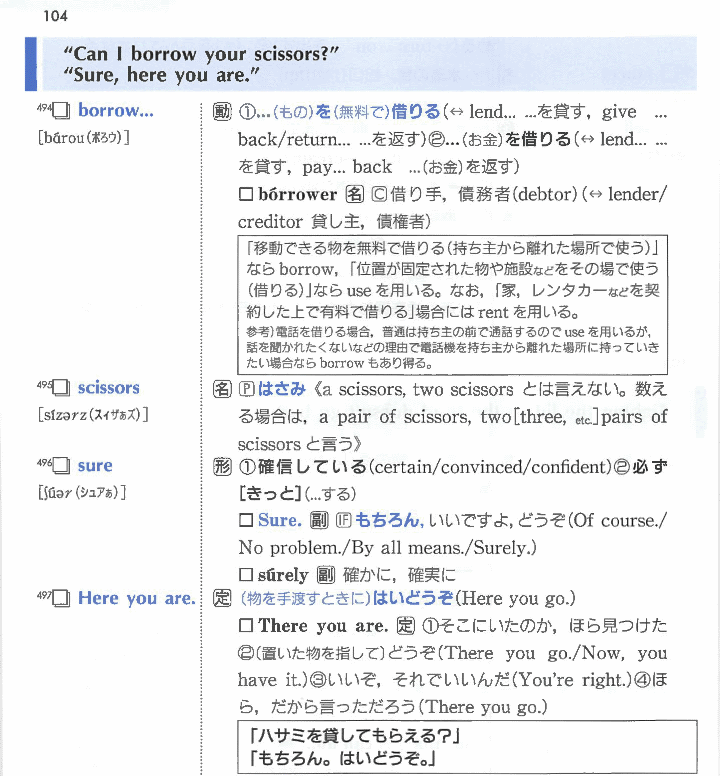 104
"Can I borrow your scissors?"
"Sure, here you are."
494 borrow... 動 ①...(もの)を(無料で)借りる(↔ lend... ...を貸す, give ...
[bárou(ボろウ)] back/return... ...を返す)②...(お金)を借りる(↔ lend... ...
を貸す, pay... back ...(お金)を返す)
□ bórrower 名 Ⓒ借り手, 債務者(debtor)(↔ lender/
creditor 貸し主, 債権者)
「移動できる物を無料で借りる(持ち主から離れた場所で使う)」
なら borrow, 「位置が固定された物や施設などをその場で使う
(借りる)」なら use を用いる。なお, 「家, レンタカーなどを契
約した上で有料で借りる」場合には rent を用いる。
参考)電話を借りる場合, 普通は持ち主の前で通話するので use を用いるが,
話を聞かれたくないなどの理由で電話機を持ち主から離れた場所に持っていき
たい場合なら borrow もあり得る。
495 scissors 名 Ⓟはさみ《a scissors, two scissors とは言えない。数え
[sízərz(スィザぁズ)] る場合は, a pair of scissors, two[three, etc.]pairs of
scissors と言う》
496 sure 形 ①確信している(certain/convinced/confident)②必ず
[ʃúər(シュアぁ)] [きっと](...する)
□ Sure. 副 IF もちろん, いいですよ, どうぞ(Of course./
No problem./By all means./Surely.)
□ súrely 副 確かに, 確実に
497 Here you are. 定 (物を手渡すときに)はいどうぞ(Here you go.)
□ There you are. 定 ①そこにいたのか, ほら見つけた
②(置いた物を指して)どうぞ(There you go./Now, you
have it.)③いいぞ, それでいいんだ(You're right.)④ほ
ら, だから言っただろう(There you go.)
「ハサミを貸してもらえる?」
「もちろん。はいどうぞ。」